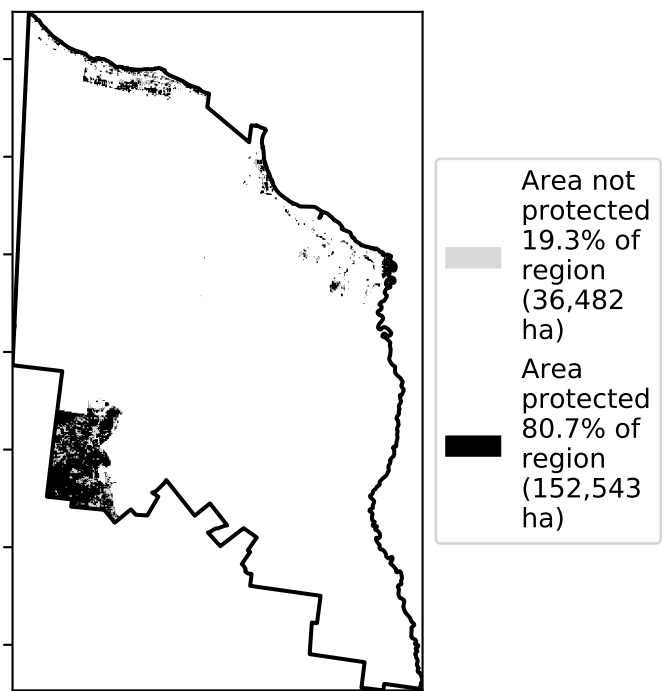 Area not
protected
19.3% of
region
(36,482
ha)
Area
protected
80.7% of
region
(152,543
ha)